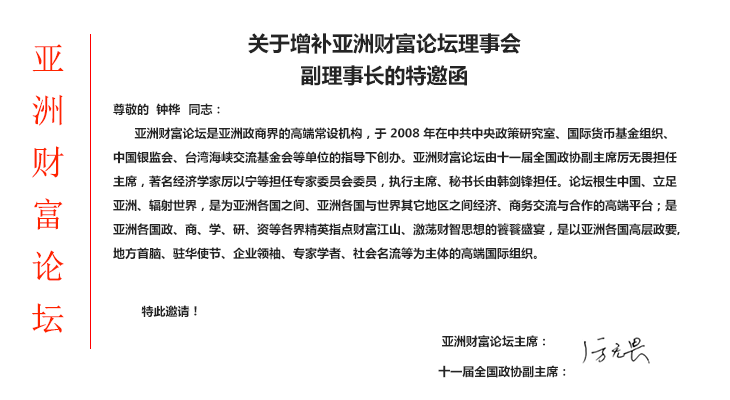 亚洲财富论坛
关于增补亚洲财富论坛理事会
副理事长的特邀函
尊敬的 钟桦 同志：
亚洲财富论坛是亚洲政商界的高端常设机构，于 2008 年在中共中央政策研究室、国际货币基金组织、
中国银监会、台湾海峡交流基金会等单位的指导下创办。亚洲财富论坛由十一届全国政协副主席厉无畏担任
主席，著名经济学家厉以宁等担任专家委员会委员，执行主席、秘书长由韩剑锋担任。论坛根生中国、立足
亚洲、辐射世界，是为亚洲各国之间、亚洲各国与世界其它地区之间经济、商务交流与合作的高端平台；是
亚洲各国政、商、学、研、资等各界精英指点财富江山、激荡财智思想的饕餮盛宴，是以亚洲各国高层政要,
地方首脑、驻华使节、企业领袖、专家学者、社会名流等为主体的高端国际组织。
特此邀请！
亚洲财富论坛主席：
厉无畏
十一届全国政协副主席：